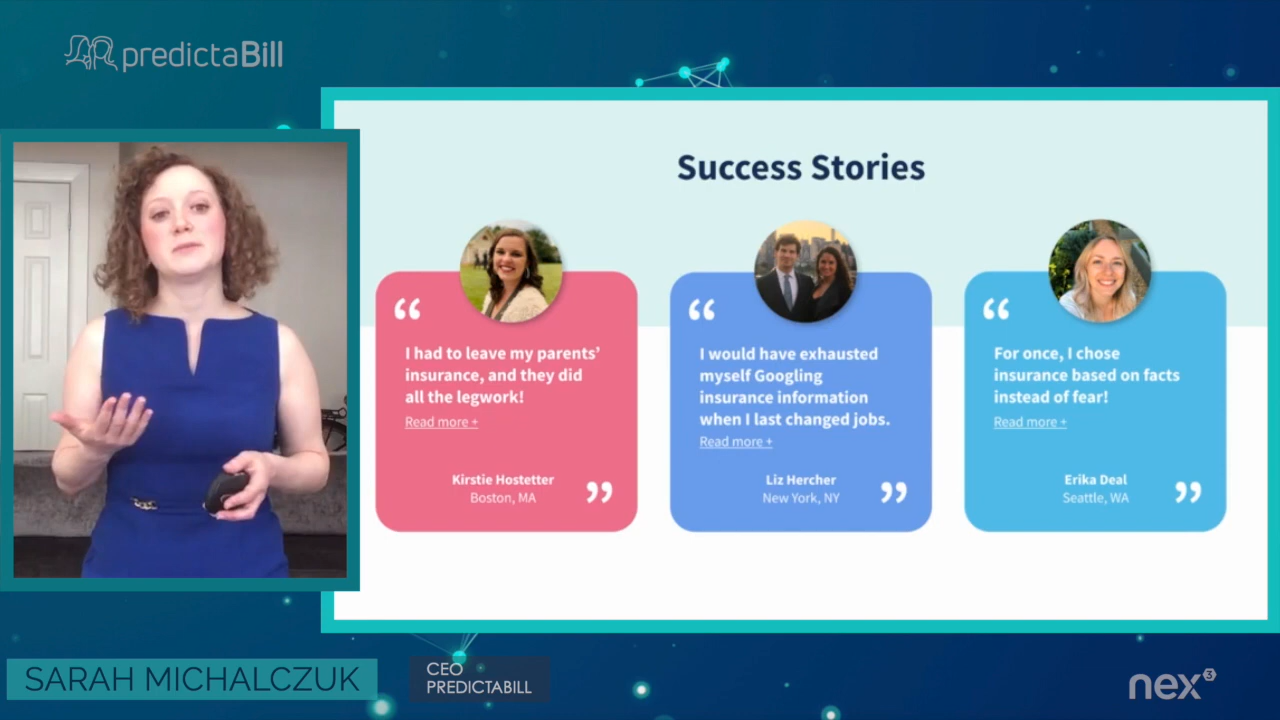 predictaBill
Success Stories
“
I had to leave my parents’
insurance, and they did
all the legwork!
Read more +
Kirstie Hostetter
Boston, MA
”
“
I would have exhausted
myself Googling
insurance information
when I last changed jobs.
Read more +
Liz Hercher
New York, NY
”
“
For once, I chose
insurance based on facts
instead of fear!
Read more +
Erika Deal
Seattle, WA
”
SARAH MICHALCZUK
CEO
PREDICTABILL
nex³